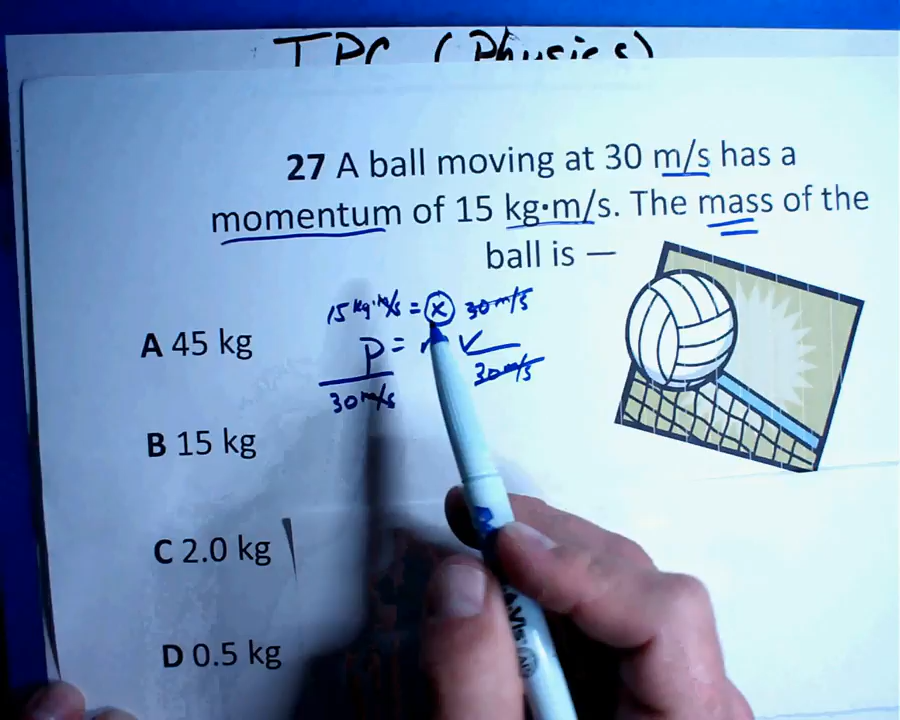 TPC (Physics)
27 A ball moving at 30 m/s has a
momentum of 15 kg·m/s. The mass of the
ball is —
15 kg·m/s = x 30 m/s
P = v
30 m/s 30 m/s
A 45 kg
B 15 kg
C 2.0 kg
D 0.5 kg